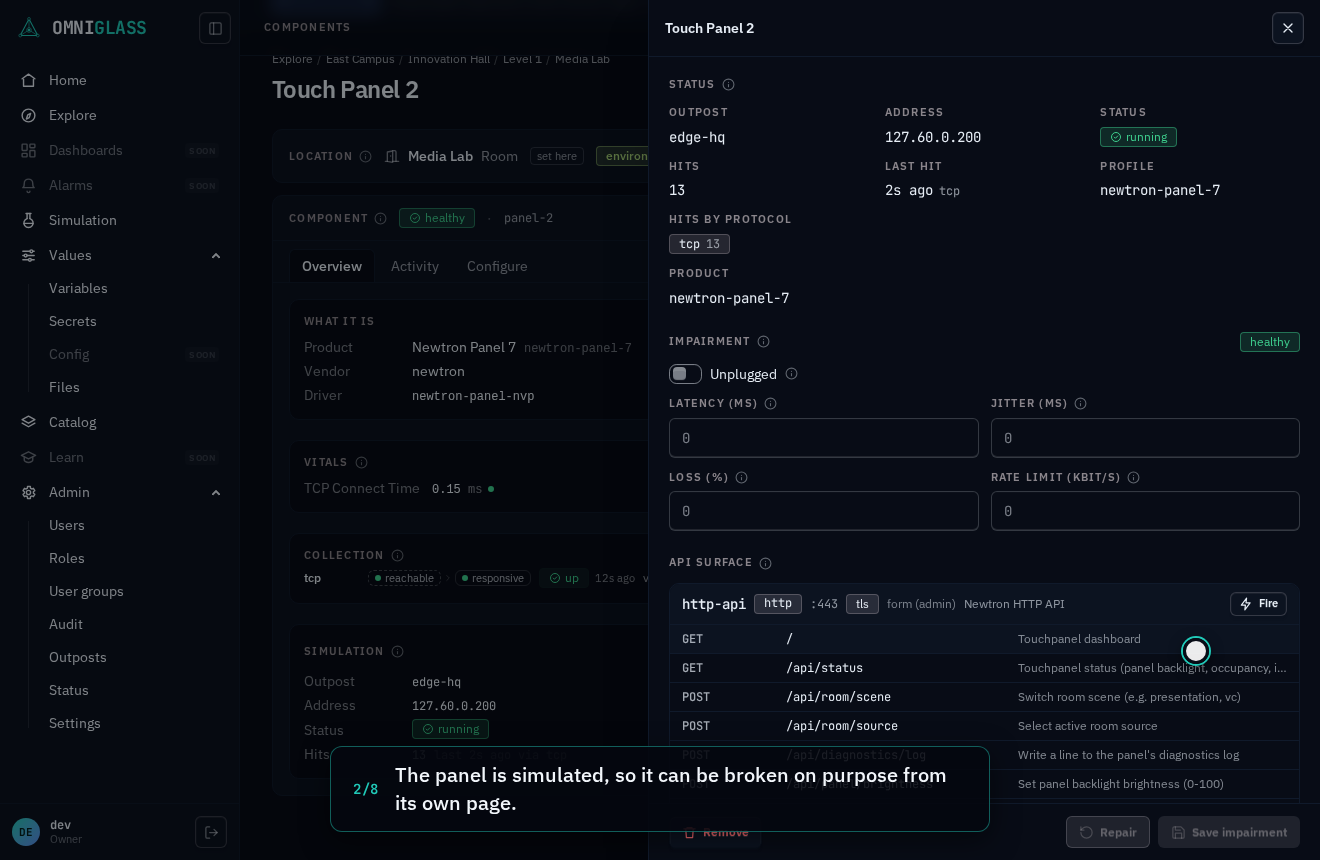 OMNIGLASS
Home
Explore
Dashboards SOON
Alarms SOON
Simulation
Values
Variables
Secrets
Config SOON
Files
Catalog
Learn SOON
Admin
Users
Roles
User groups
Audit
Outposts
Status
Settings
DE dev
Owner
COMPONENTS
Explore / East Campus / Innovation Hall / Level 1 / Media Lab
Touch Panel 2
LOCATION Media Lab Room set here environ
COMPONENT healthy · panel-2
Overview Activity Configure
WHAT IT IS
Product Newtron Panel 7 newtron-panel-7
Vendor newtron
Driver newtron-panel-nvp
VITALS
TCP Connect Time 0.15 ms
COLLECTION
tcp reachable › responsive up 12s ago v
SIMULATION
Outpost edge-hq
Address 127.60.0.200
Status running
Hits 13
Touch Panel 2
STATUS
OUTPOST ADDRESS STATUS
edge-hq 127.60.0.200 running
HITS LAST HIT PROFILE
13 2s ago tcp newtron-panel-7
HITS BY PROTOCOL
tcp 13
PRODUCT
newtron-panel-7
IMPAIRMENT healthy
Unplugged
LATENCY (MS) JITTER (MS)
0 0
LOSS (%) RATE LIMIT (KBIT/S)
0 0
API SURFACE
http-api http :443 tls form (admin) Newtron HTTP API Fire
GET / Touchpanel dashboard
GET /api/status Touchpanel status (panel backlight, occupancy, i...
POST /api/room/scene Switch room scene (e.g. presentation, vc)
POST /api/room/source Select active room source
POST /api/diagnostics/log Write a line to the panel's diagnostics log
POST /api/panel/brightness Set panel backlight brightness (0-100)
Remove Repair Save impairment
2/8 The panel is simulated, so it can be broken on purpose from
its own page.